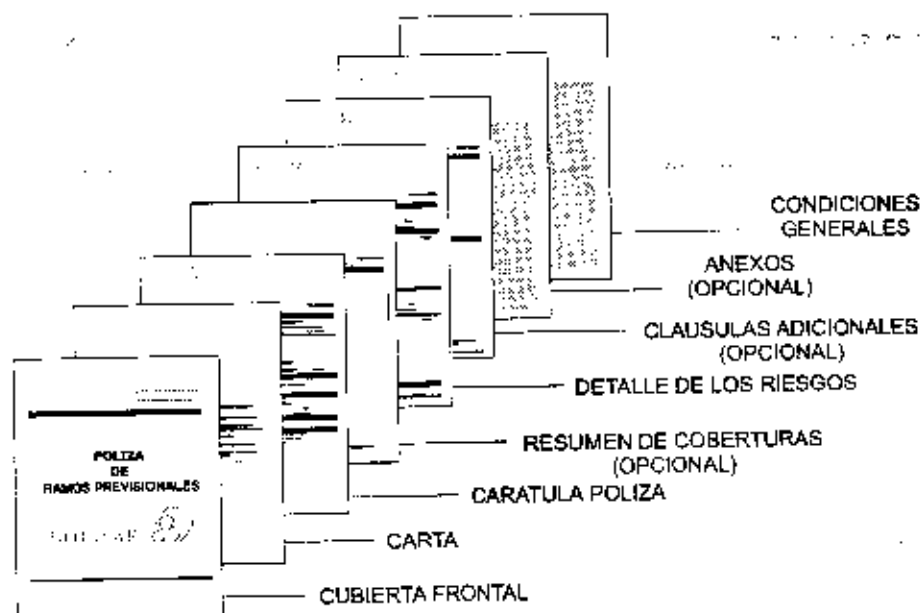 CONDICIONES
GENERALES
ANEXOS
(OPCIONAL)
CLAUSULAS ADICIONALES
(OPCIONAL)
DETALLE DE LOS RIESGOS
RESUMEN DE COBERTURAS
(OPCIONAL)
CARATULA POLIZA
CARTA
CUBIERTA FRONTAL
POLIZA
DE
RAMOS PREVISIONALES